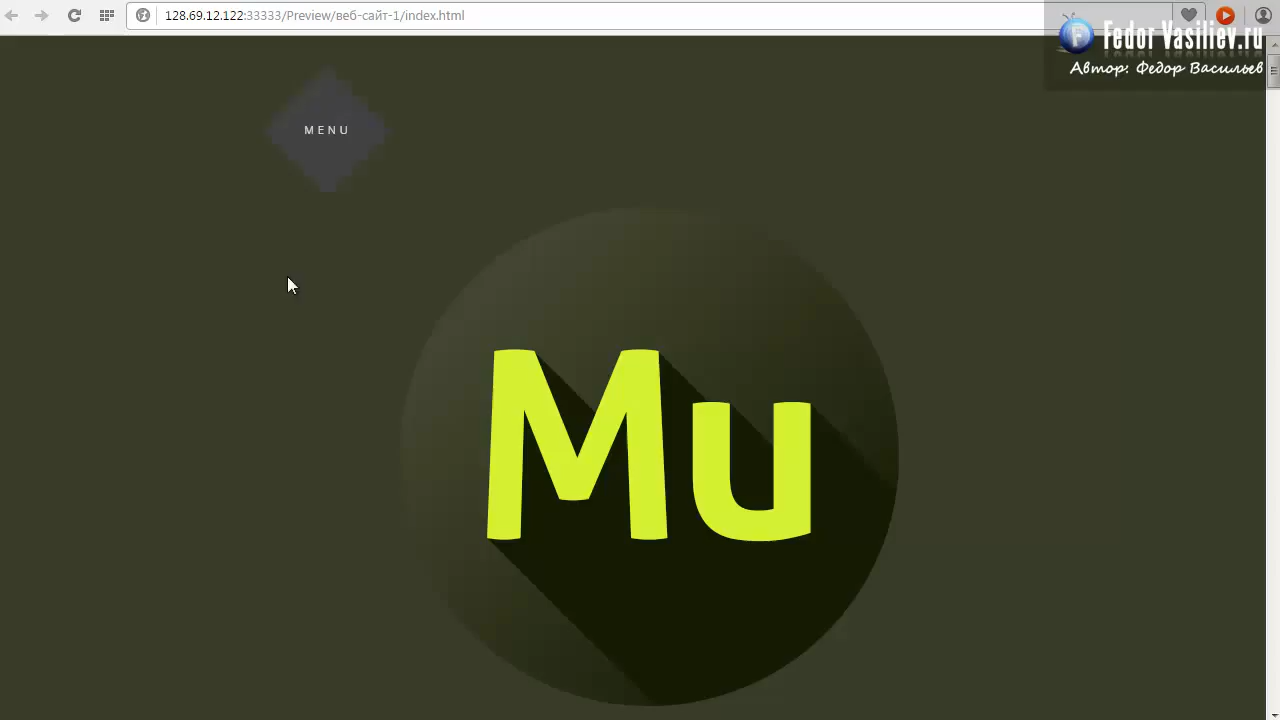 128.69.12.122:33333/Preview/веб-сайт-1/index.html
Fedor Vasiliev.ru
Автор: Федор Васильев
MENU
Mu